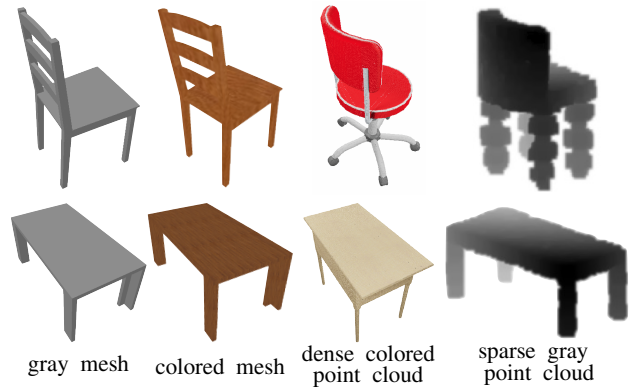 gray mesh
colored mesh
dense colored
point cloud
sparse gray
point cloud